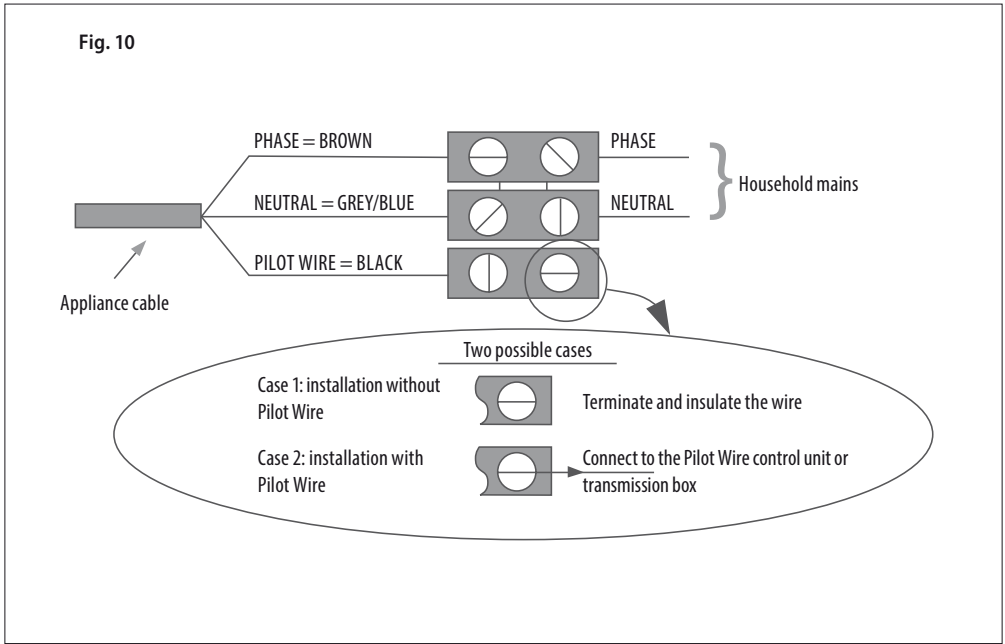 Fig. 10
PHASE = BROWN
PHASE
NEUTRAL = GREY/BLUE
NEUTRAL
Household mains
PILOT WIRE = BLACK
Appliance cable
Two possible cases
Case 1: installation without
Pilot Wire
Terminate and insulate the wire
Case 2: installation with
Pilot Wire
Connect to the Pilot Wire control unit or
transmission box